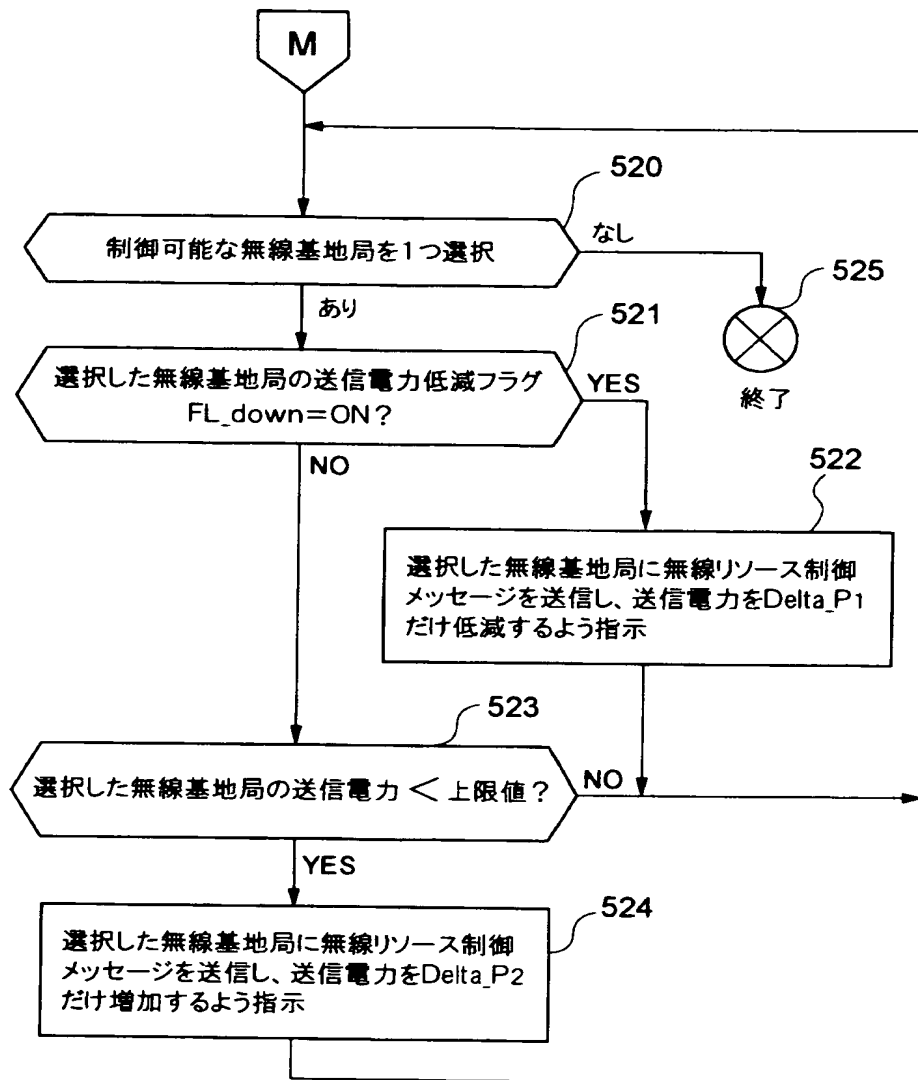 M
520
制御可能な無線基地局を1つ選択
なし
525
終了
あり
521
選択した無線基地局の送信電力低減フラグ
FL_down=ON?
YES
NO
522
選択した無線基地局に無線リソース制御
メッセージを送信し、送信電力をDelta_P1
だけ低減するよう指示
523
選択した無線基地局の送信電力 < 上限値?
NO
YES
524
選択した無線基地局に無線リソース制御
メッセージを送信し、送信電力をDelta_P2
だけ増加するよう指示